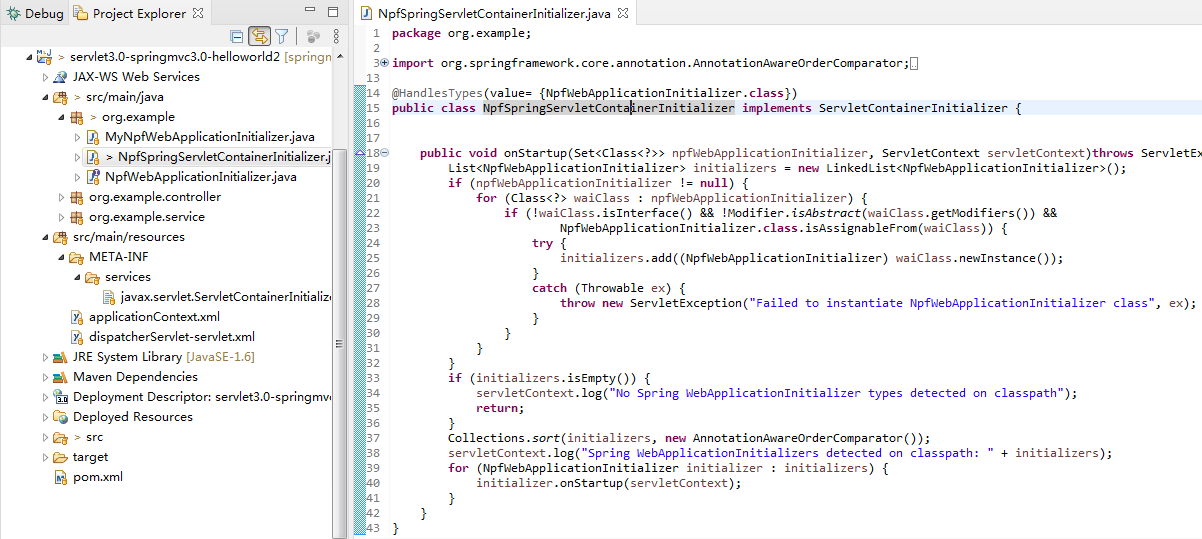 Debug Project Explorer
servlet3.0-springmvc3.0-helloworld2 [springm
JAX-WS Web Services
src/main/java
> org.example
MyNpfWebApplicationInitializer.java
> NpfSpringServletContainerInitializer.j
NpfWebApplicationInitializer.java
org.example.controller
org.example.service
src/main/resources
META-INF
services
javax.servlet.ServletContainerInitialize
applicationContext.xml
dispatcherServlet-servlet.xml
JRE System Library [JavaSE-1.6]
Maven Dependencies
Deployment Descriptor: servlet3.0-springmvc
Deployed Resources
> src
target
pom.xml
NpfSpringServletContainerInitializer.java
1 package org.example;
2
3 import org.springframework.core.annotation.AnnotationAwareOrderComparator;
13
14 @HandlesTypes(value= {NpfWebApplicationInitializer.class})
15 public class NpfSpringServletContainerInitializer implements ServletContainerInitializer {
16
17
18 public void onStartup(Set<Class<?>> npfWebApplicationInitializer, ServletContext servletContext)throws ServletEx
19 List<NpfWebApplicationInitializer> initializers = new LinkedList<NpfWebApplicationInitializer>();
20 if (npfWebApplicationInitializer != null) {
21 for (Class<?> waiClass : npfWebApplicationInitializer) {
22 if (!waiClass.isInterface() && !Modifier.isAbstract(waiClass.getModifiers()) &&
23 NpfWebApplicationInitializer.class.isAssignableFrom(waiClass)) {
24 try {
25 initializers.add((NpfWebApplicationInitializer) waiClass.newInstance());
26 }
27 catch (Throwable ex) {
28 throw new ServletException("Failed to instantiate NpfWebApplicationInitializer class", ex);
29 }
30 }
31 }
32 }
33 if (initializers.isEmpty()) {
34 servletContext.log("No Spring WebApplicationInitializer types detected on classpath");
35 return;
36 }
37 Collections.sort(initializers, new AnnotationAwareOrderComparator());
38 servletContext.log("Spring WebApplicationInitializers detected on classpath: " + initializers);
39 for (NpfWebApplicationInitializer initializer : initializers) {
40 initializer.onStartup(servletContext);
41 }
42 }
43 }